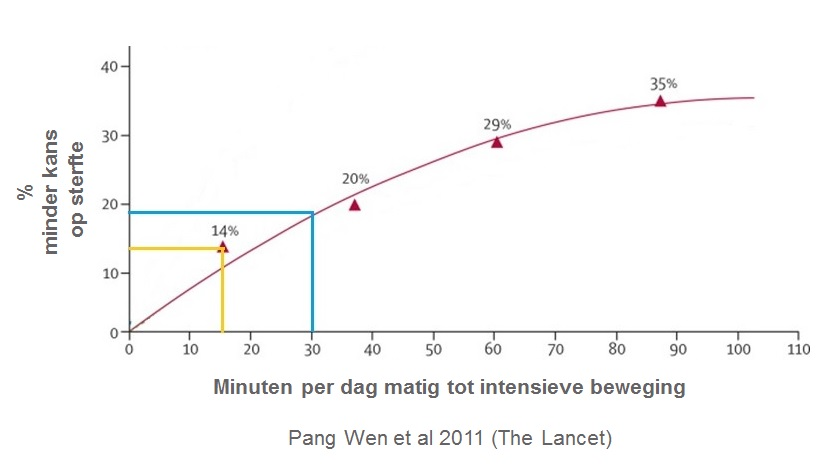 40
35%
30
29%
%
minder kans
op sterfte
20%
20
14%
10
0
0 10 20 30 40 50 60 70 80 90 100 110
Minuten per dag matig tot intensieve beweging
Pang Wen et al 2011 (The Lancet)